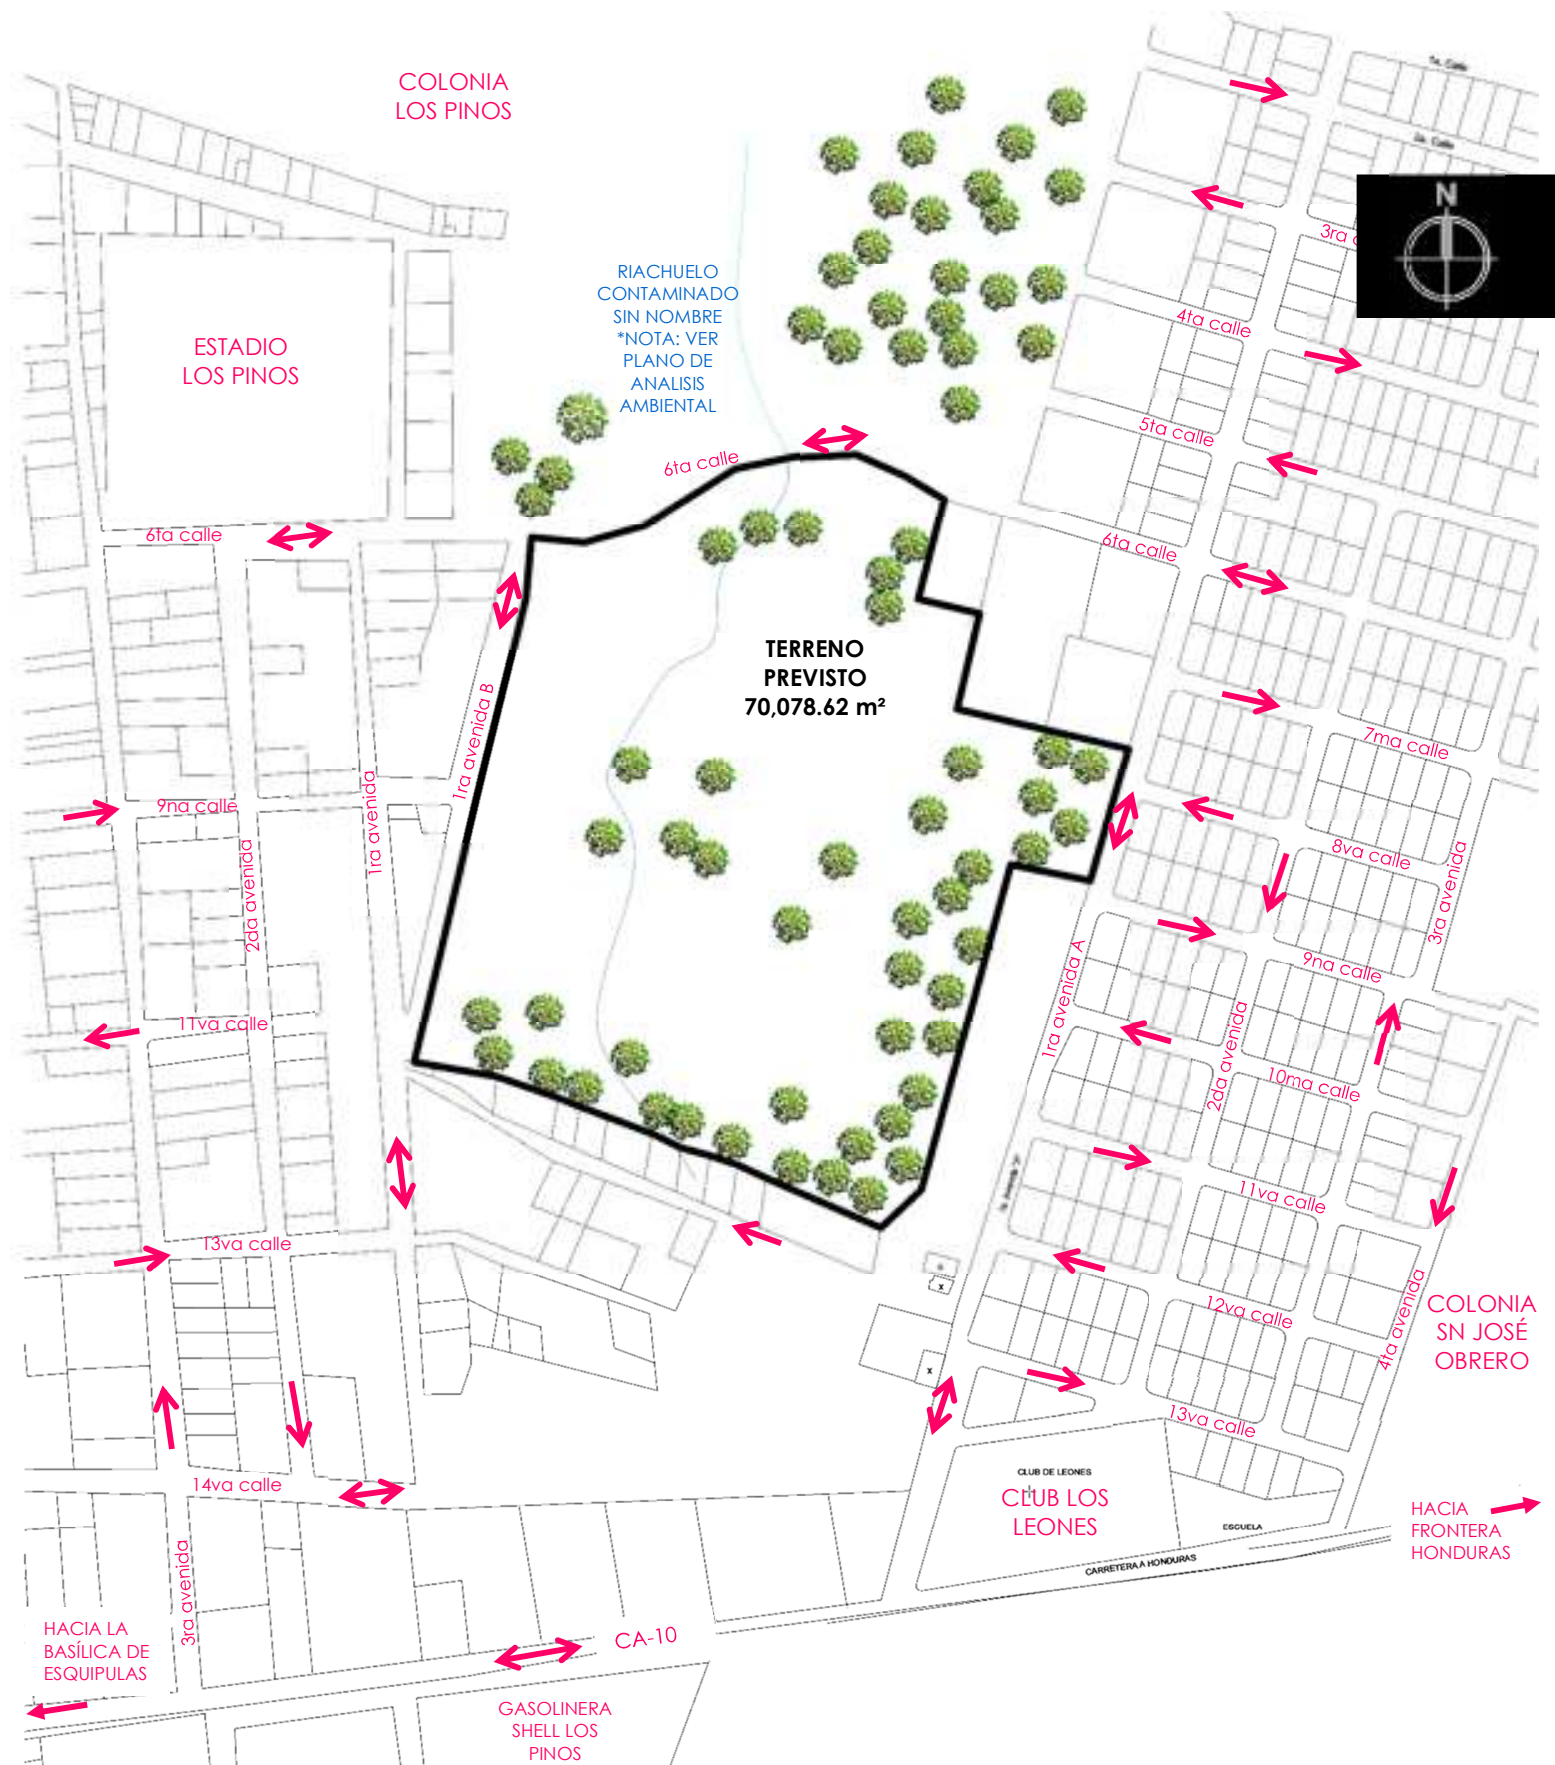 COLONIA
LOS PINOS
1a. Calle
2a. Calle
N
3ra
RIACHUELO
CONTAMINADO
SIN NOMBRE
*NOTA: VER
PLANO DE
ANALISIS
AMBIENTAL
4ta calle
ESTADIO
LOS PINOS
5ta calle
6ta calle
6ta calle
6ta calle
TERRENO
PREVISTO
70,078.62 m²
1ra avenida B
7ma calle
9na calle
1ra avenida
8va calle
2da avenida
3ra avenida
9na calle
1ra avenida A
11va calle
2da avenida
10ma calle
11va calle
13va calle
12va calle
4ta avenida
COLONIA
SN JOSÉ
OBRERO
x
x
13va calle
14va calle
CLUB DE LEONES
CLUB LOS
LEONES
ESCUELA
HACIA
FRONTERA
HONDURAS
CARRETERA A HONDURAS
3ra avenida
HACIA LA
BASÍLICA DE
ESQUIPULAS
CA-10
GASOLINERA
SHELL LOS
PINOS